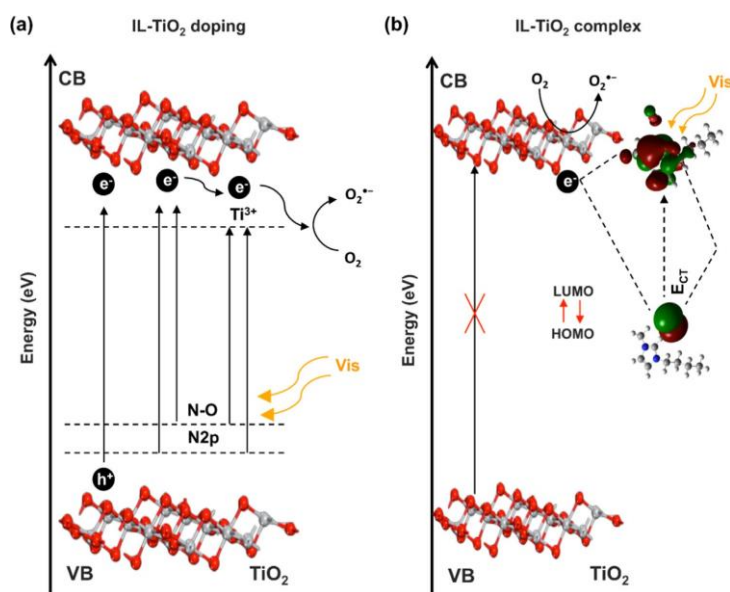 (a) IL-TiO₂ doping
CB
e⁻ e⁻ e⁻
Ti³⁺
O₂•⁻
O₂
Energy (eV)
Vis
N-O
N2p
h⁺
VB TiO₂
(b) IL-TiO₂ complex
CB
O₂ O₂•⁻
Vis
e⁻
E_CT
LUMO
HOMO
Energy (eV)
VB TiO₂